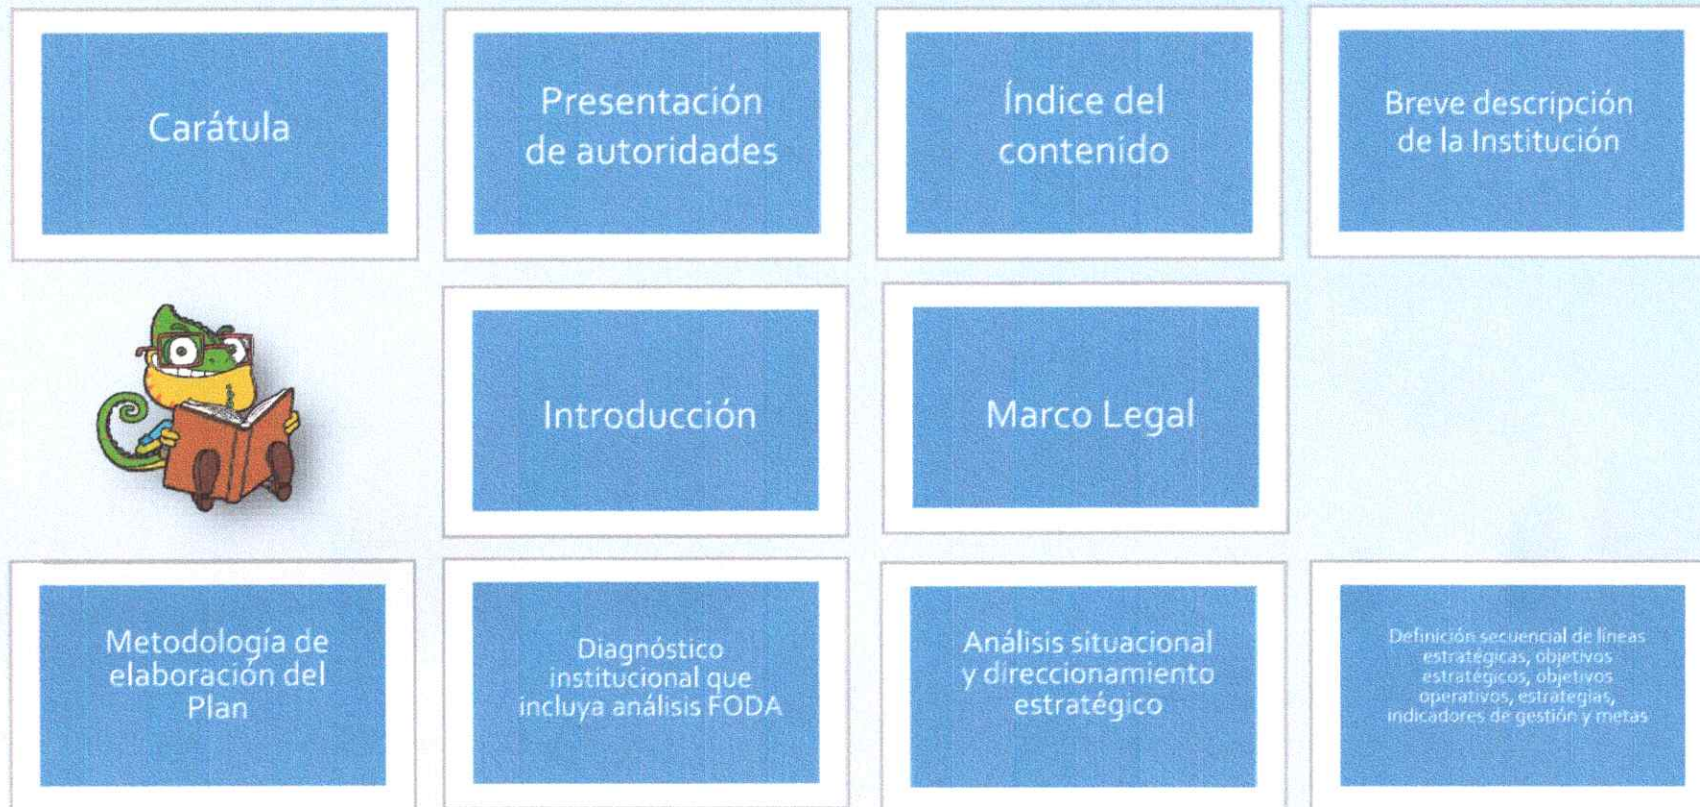 Carátula
Presentación
de autoridades
Índice del
contenido
Breve descripción
de la Institución
Introducción
Marco Legal
Metodología de
elaboración del
Plan
Diagnóstico
institucional que
incluya análisis FODA
Análisis situacional
y direccionamiento
estratégico
Definición secuencial de líneas
estratégicas, objetivos
estratégicos, objetivos
operativos, estrategias,
indicadores de gestión y metas